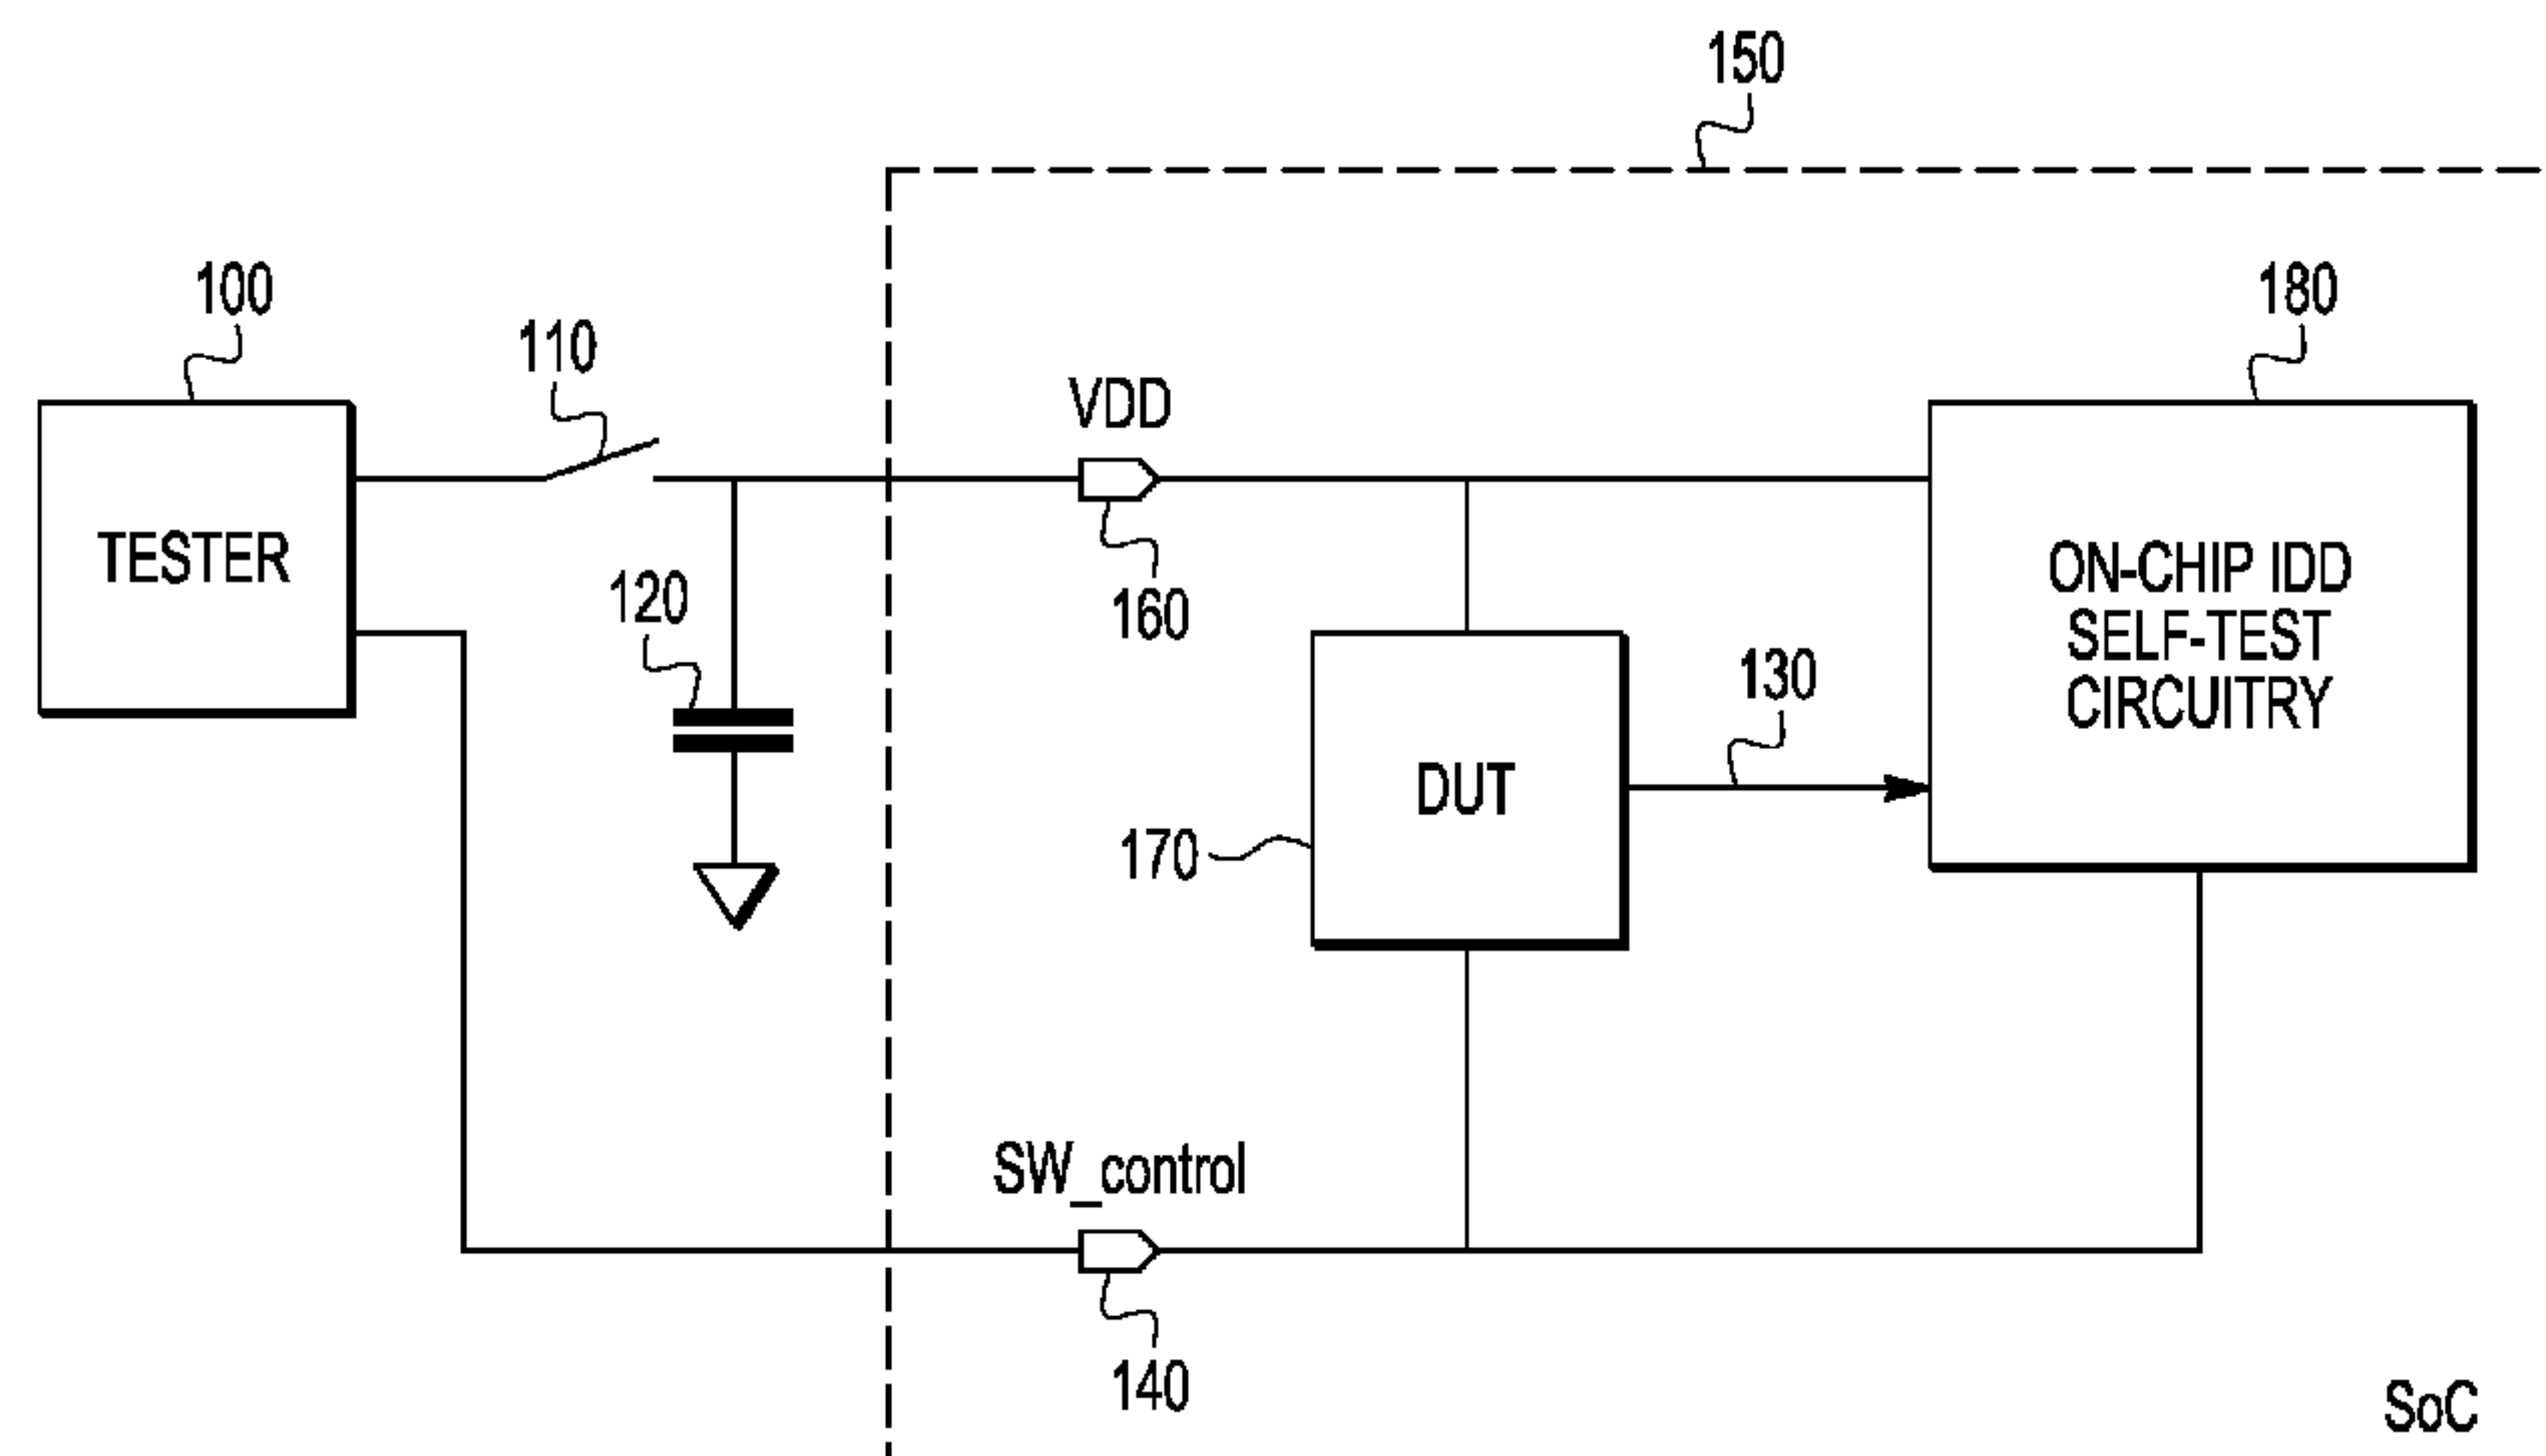 150
100
110
180
VDD
TESTER
120
160
ON-CHIP IDD
SELF-TEST
CIRCUITRY
130
DUT
170
SW_control
140
SoC